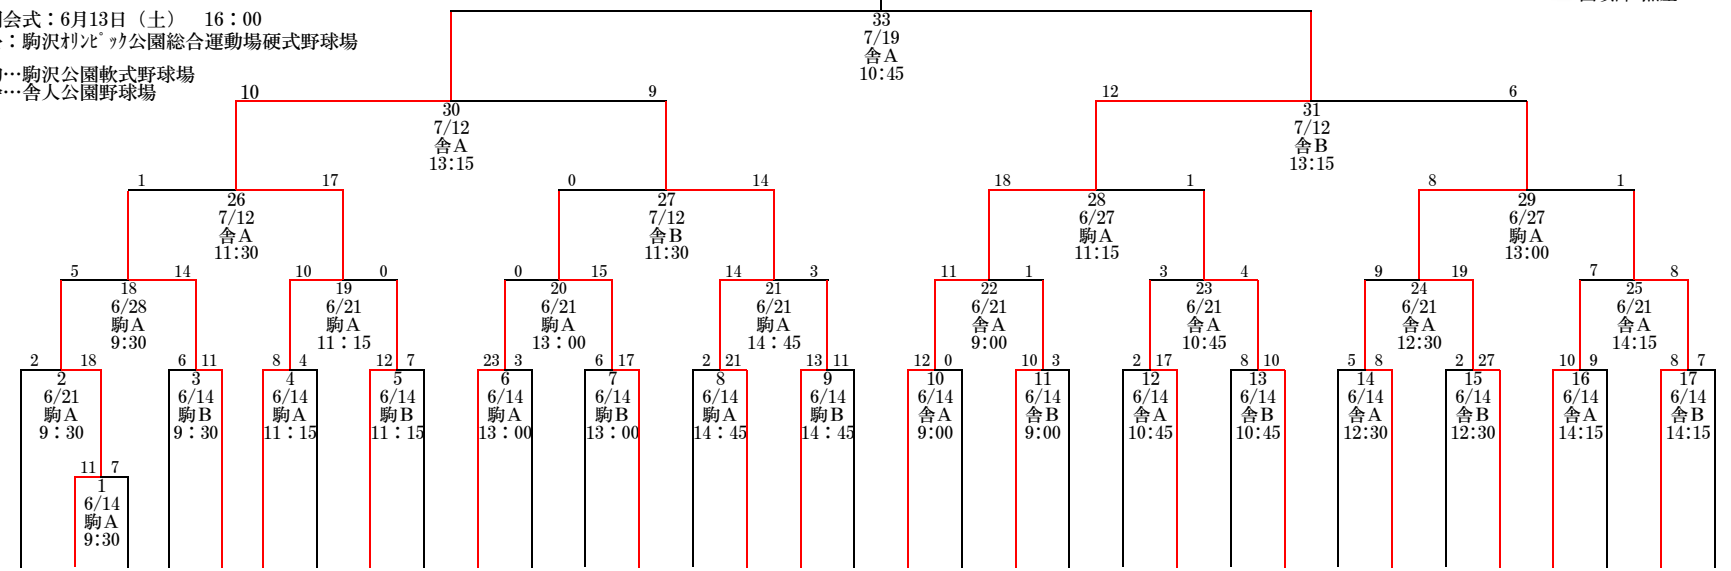 会式：6月13日（土）　16：00
：駒沢ｵﾘﾝﾋﾟｯｸ公園総合運動場硬式野球場
…駒沢公園軟式野球場
…舎人公園野球場
33
7/19
舎A
10:45
10 9 12 6
30 31
7/12 7/12
舎A 舎B
13:15 13:15
1 17 0 14 18 1 8 1
26 27 28 29
7/12 7/12 6/27 6/27
舎A 舎B 駒A 駒A
11:30 11:30 11:15 13:00
5 14 10 0 0 15 14 3 11 1 3 4 9 19 7 8
18 19 20 21 22 23 24 25
6/28 6/21 6/21 6/21 6/21 6/21 6/21 6/21
駒A 駒A 駒A 駒A 舎A 舎A 舎A 舎A
9:30 11：15 13：00 14：45 9:00 10:45 12:30 14:15
2 18 6 11 8 4 12 7 23 3 6 17 2 21 13 11 12 0 10 3 2 17 8 10 5 8 2 27 10 9 8 7
2 3 4 5 6 7 8 9 10 11 12 13 14 15 16 17
6/21 6/14 6/14 6/14 6/14 6/14 6/14 6/14 6/14 6/14 6/14 6/14 6/14 6/14 6/14 6/14
駒A 駒B 駒A 駒B 駒A 駒B 駒A 駒B 舎A 舎B 舎A 舎B 舎A 舎B 舎A 舎B
9：30 9：30 11：15 11：15 13：00 13：00 14：45 14：45 9:00 9:00 10:45 10:45 12:30 12:30 14:15 14:15
11 7
1
6/14
駒A
9:30